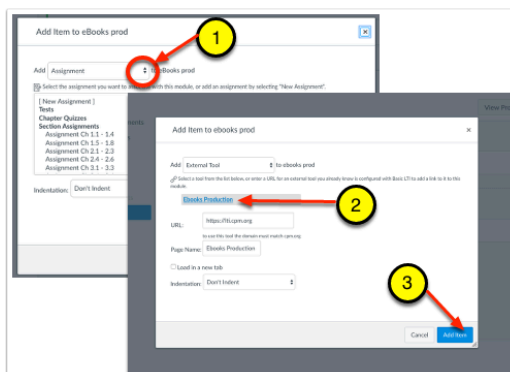 Add Item to eBooks prod
1
Add Assignment to eBooks prod
Select the assignment you want to with this module, or add an assignment by selecting "New Assignment".
[ New Assignment ]
Tests
Chapter Quizzes
Section Assignments
Assignment Ch 1.1 - 1.4
Assignment Ch 1.5 - 1.8
Assignment Ch 2.1 - 2.3
Assignment Ch 2.4 - 2.6
Assignment Ch 3.1 - 3.3
Indentation: Don't Indent
View
Add Item to ebooks prod
Add External Tool to ebooks prod
Select a tool from the list below, or enter a URL for an external tool you already know is configured with Basic LTI to add a link to it to this
module.
Ebooks Production
2
URL: https://lti.cpm.org
to use this tool the domain must match cpm.org
Page Name: Ebooks Production
Load in a new tab
Indentation: Don't Indent
3
Cancel Add Item